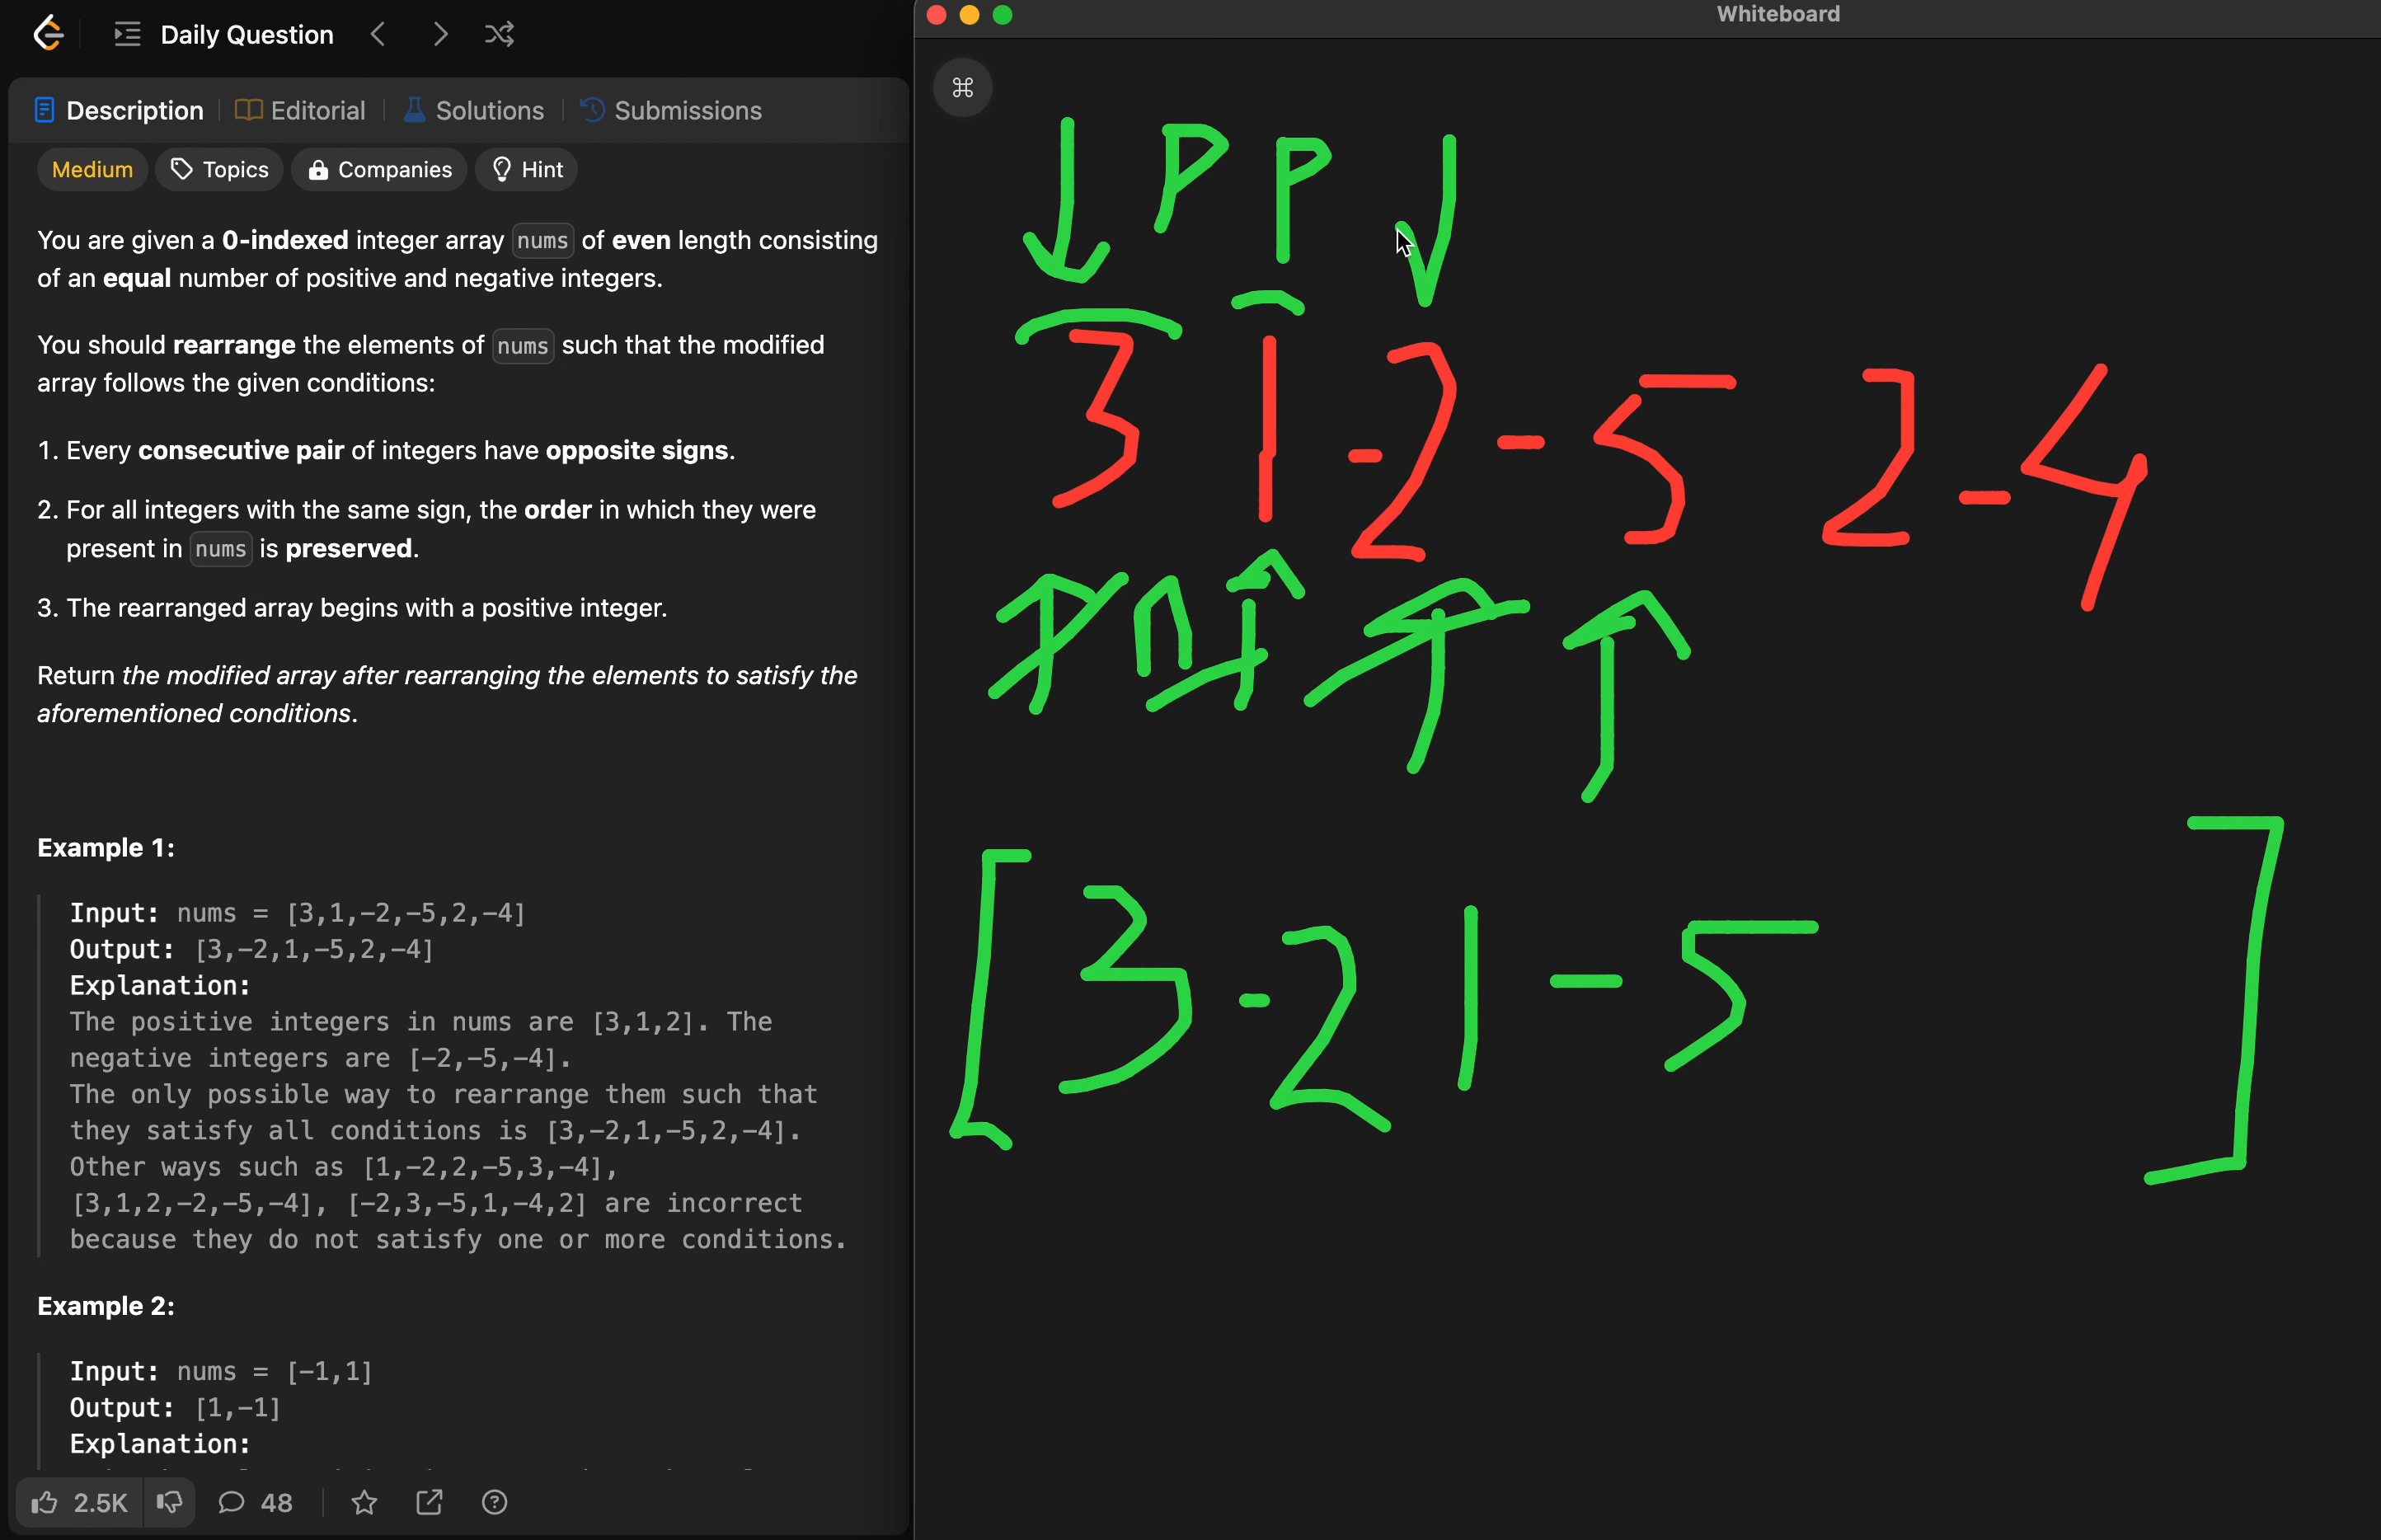 Daily Question
Description
Editorial
Solutions
Submissions
Medium
Topics
Companies
Hint
You are given a 0-indexed integer array nums of even length consisting
of an equal number of positive and negative integers.
You should rearrange the elements of nums such that the modified
array follows the given conditions:
1. Every consecutive pair of integers have opposite signs.
2. For all integers with the same sign, the order in which they were
present in nums is preserved.
3. The rearranged array begins with a positive integer.
Return the modified array after rearranging the elements to satisfy the
aforementioned conditions.
Example 1:
Input: nums = [3,1,-2,-5,2,-4]
Output: [3,-2,1,-5,2,-4]
Explanation:
The positive integers in nums are [3,1,2]. The
negative integers are [-2,-5,-4].
The only possible way to rearrange them such that
they satisfy all conditions is [3,-2,1,-5,2,-4].
Other ways such as [1,-2,2,-5,3,-4],
[3,1,2,-2,-5,-4], [-2,3,-5,1,-4,2] are incorrect
because they do not satisfy one or more conditions.
Example 2:
Input: nums = [-1,1]
Output: [1,-1]
Explanation:
2.5K
48
Whiteboard
⌘
P P
3 1 -2 -5 2 -4
n
[3 -2 1 -5 ]